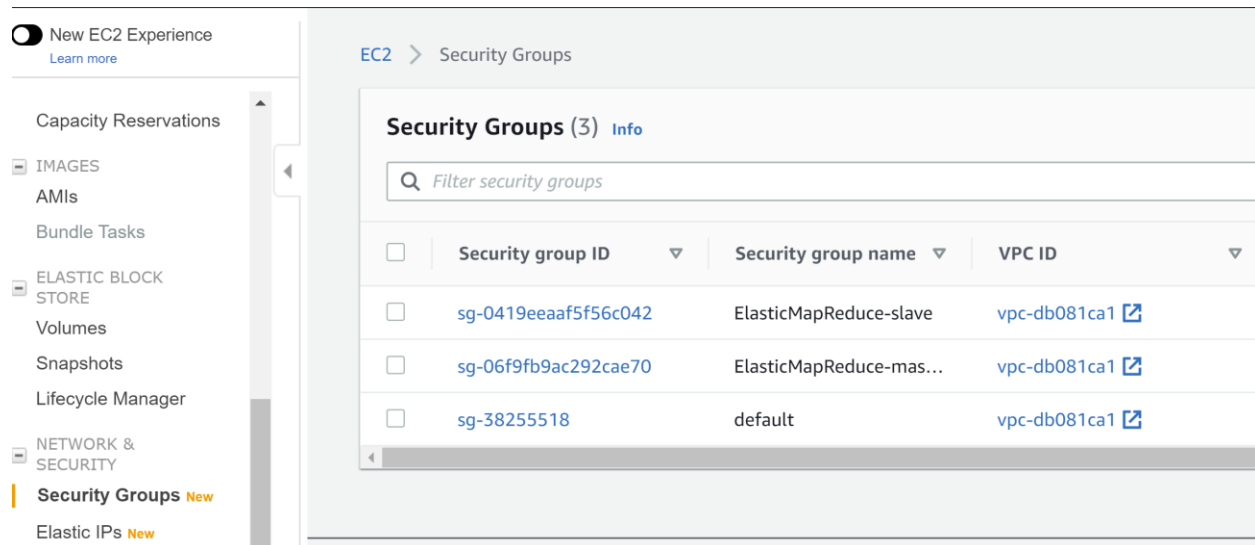 New EC2 Experience
Learn more
Capacity Reservations
IMAGES
AMIs
Bundle Tasks
ELASTIC BLOCK
STORE
Volumes
Snapshots
Lifecycle Manager
NETWORK &
SECURITY
Security Groups New
Elastic IPs New
EC2 > Security Groups
Security Groups (3) Info
Filter security groups
Security group ID Security group name VPC ID
sg-0419eeaaf5f56c042 ElasticMapReduce-slave vpc-db081ca1
sg-06f9fb9ac292cae70 ElasticMapReduce-mas... vpc-db081ca1
sg-38255518 default vpc-db081ca1